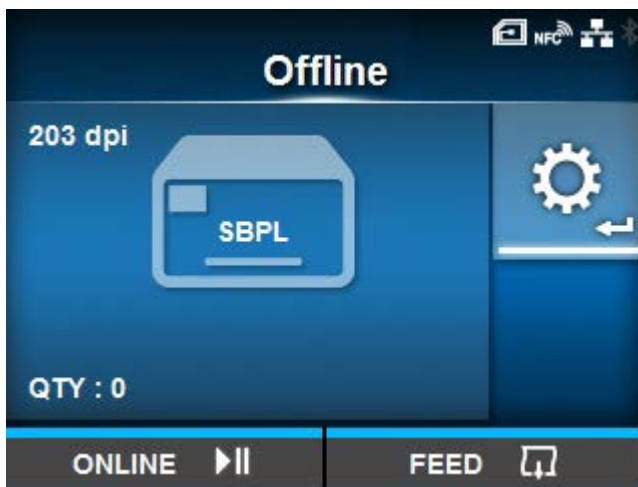 NFC
Offline
203 dpi
SBPL
QTY : 0
ONLINE
FEED